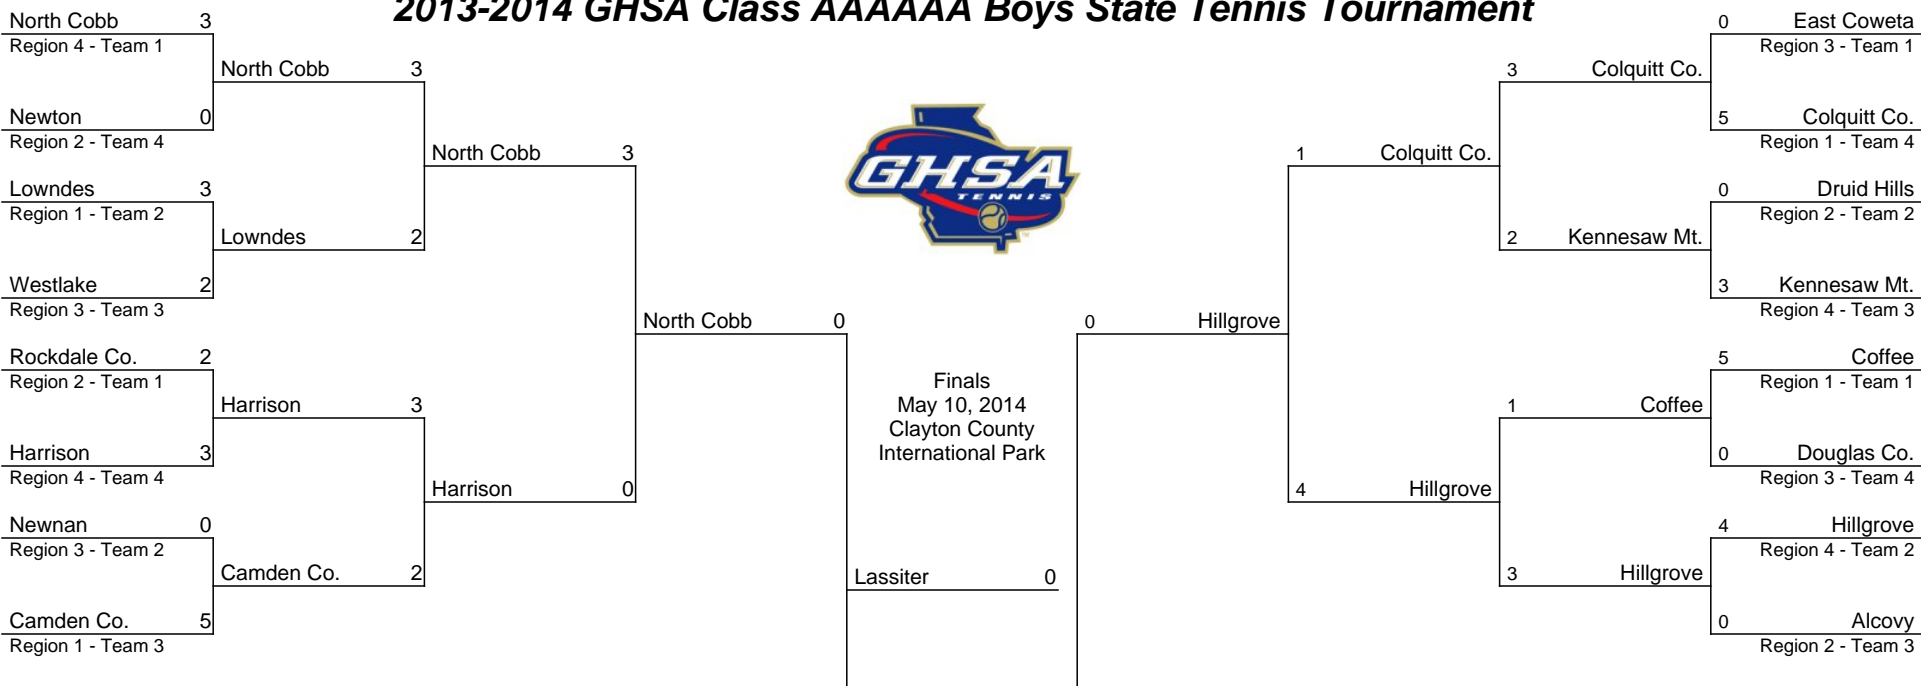 2013-2014 GHSA Class AAAAAA Boys State Tennis Tournament
North Cobb 3
Region 4 - Team 1
Newton 0
Region 2 - Team 4
Lowndes 3
Region 1 - Team 2
Westlake 2
Region 3 - Team 3
Rockdale Co. 2
Region 2 - Team 1
Harrison 3
Region 4 - Team 4
Newnan 0
Region 3 - Team 2
Camden Co. 5
Region 1 - Team 3
North Cobb 3
Lowndes 2
Harrison 3
Camden Co. 2
North Cobb 3
Harrison 0
North Cobb 0
GHSA
TENNIS
Finals
May 10, 2014
Clayton County
International Park
Lassiter 0
0 Hillgrove
1 Colquitt Co.
4 Hillgrove
3 Colquitt Co.
2 Kennesaw Mt.
1 Coffee
3 Hillgrove
0 East Coweta
Region 3 - Team 1
5 Colquitt Co.
Region 1 - Team 4
0 Druid Hills
Region 2 - Team 2
3 Kennesaw Mt.
Region 4 - Team 3
5 Coffee
Region 1 - Team 1
0 Douglas Co.
Region 3 - Team 4
4 Hillgrove
Region 4 - Team 2
0 Alcovy
Region 2 - Team 3